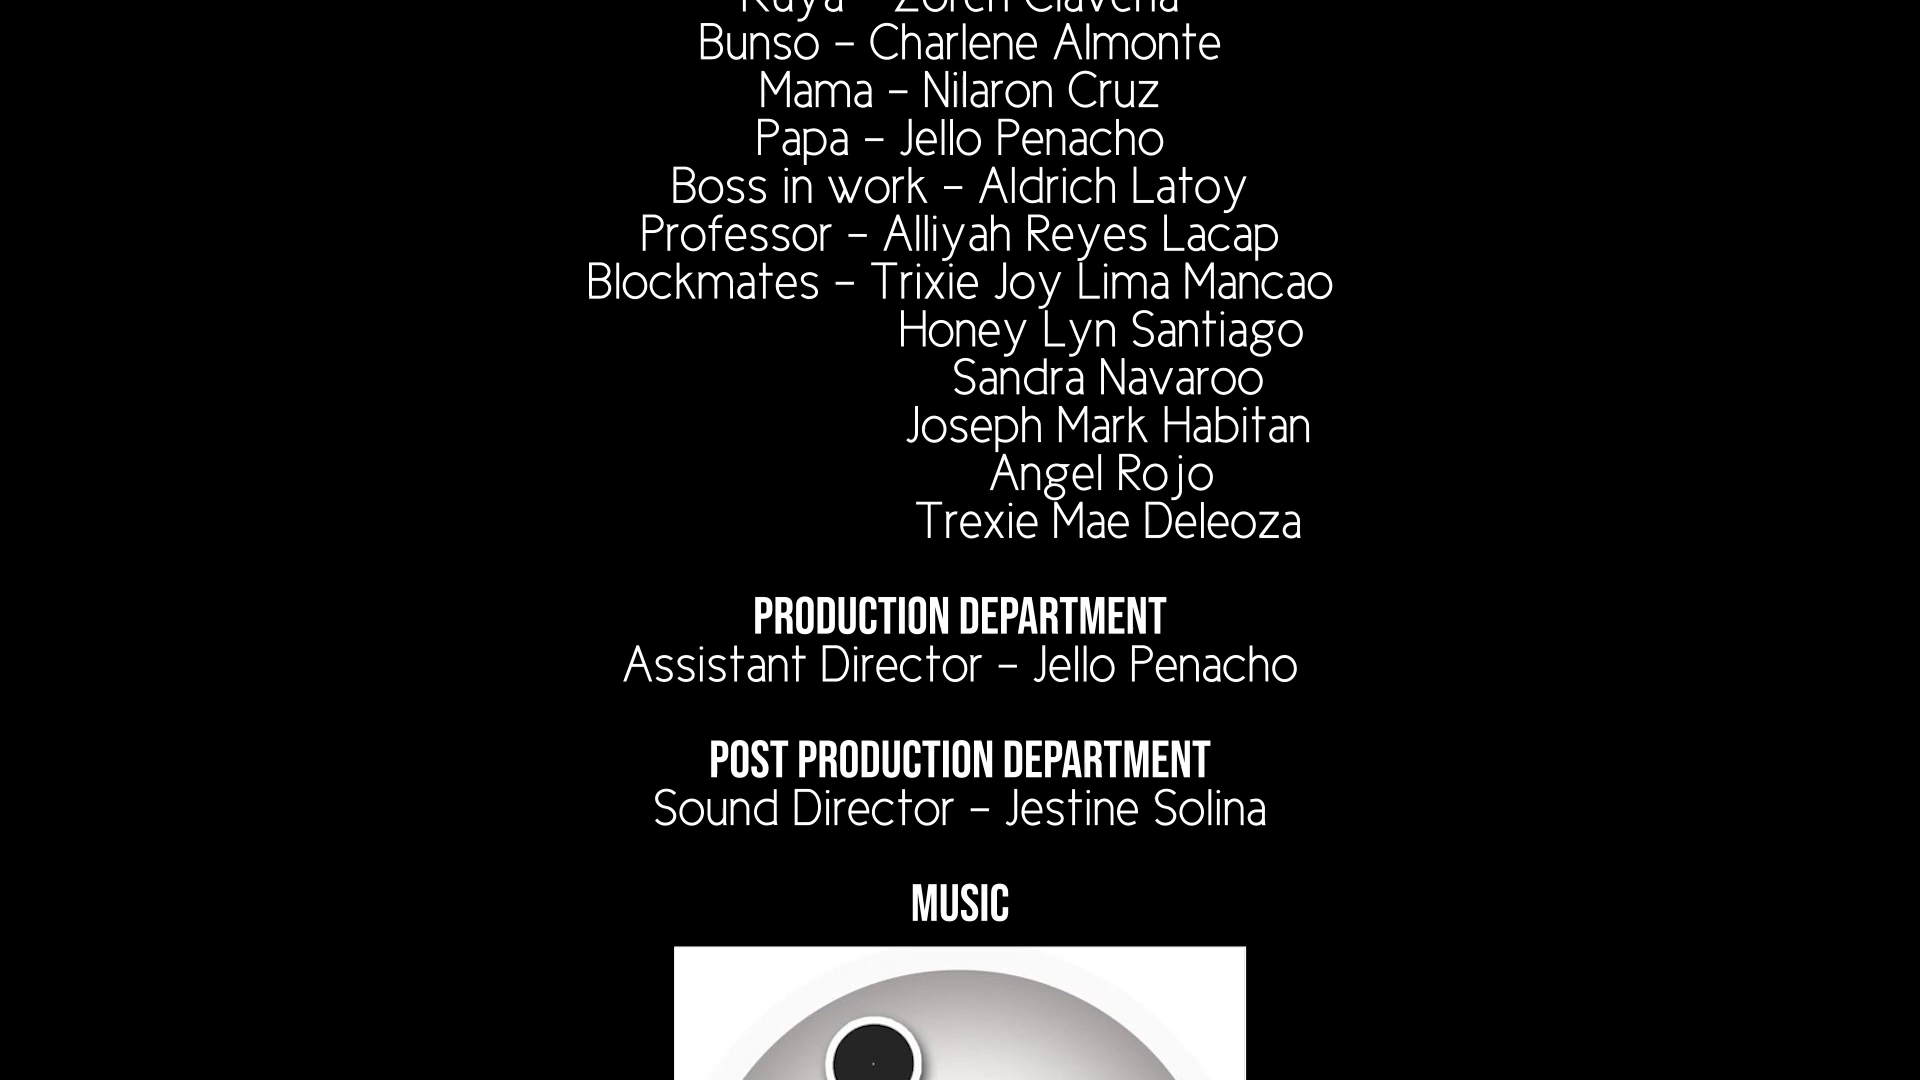 Bunso - Charlene Almonte
Mama - Nilaron Cruz
Papa - Jello Penacho
Boss in work - Aldrich Latoy
Professor - Alliyah Reyes Lacap
Blockmates - Trixie Joy Lima Mancao
Honey Lyn Santiago
Sandra Navaroo
Joseph Mark Habitan
Angel Rojo
Trexie Mae Deleoza
PRODUCTION DEPARTMENT
Assistant Director - Jello Penacho
POST PRODUCTION DEPARTMENT
Sound Director - Jestine Solina
MUSIC